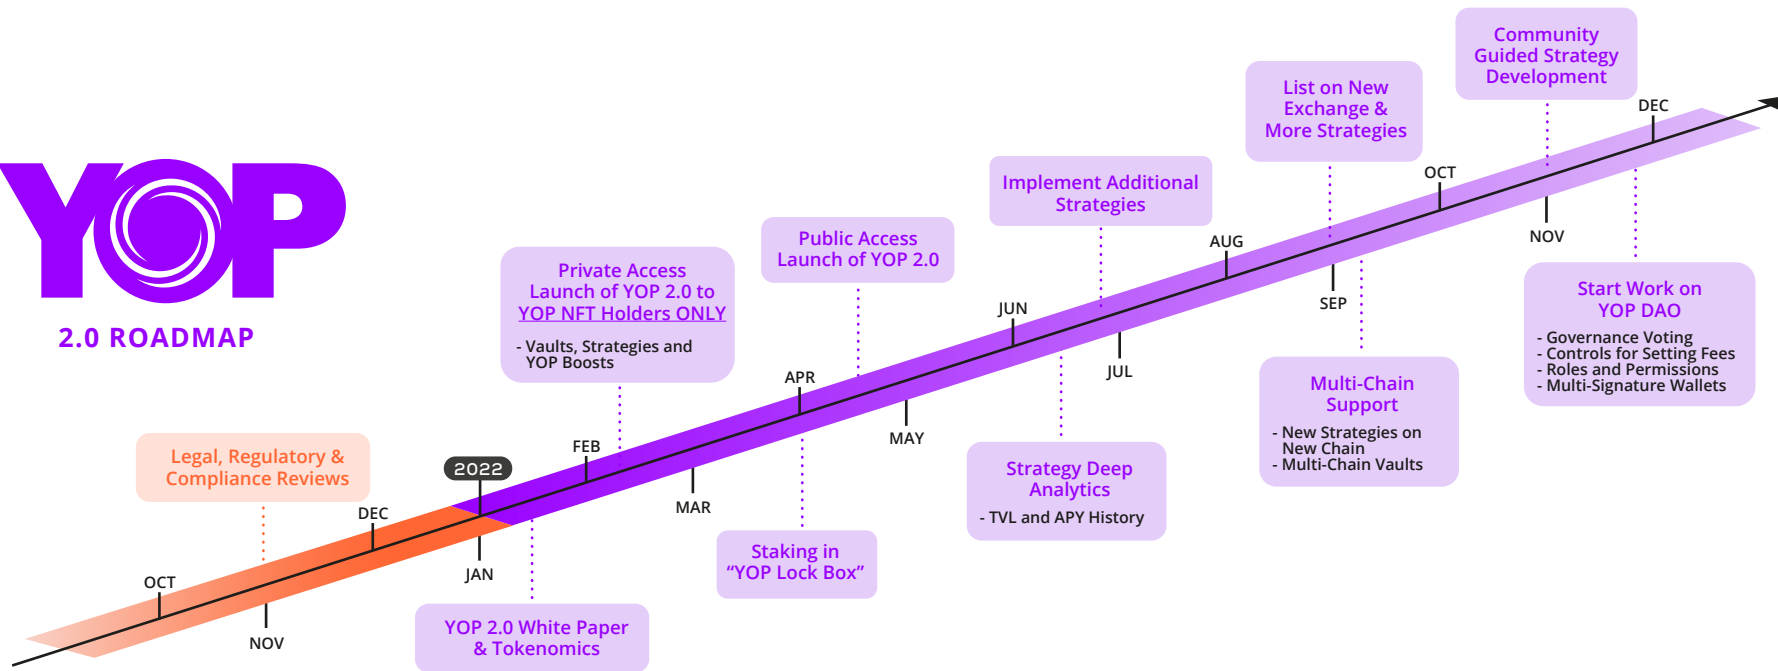 YOP
2.0 ROADMAP
Legal, Regulatory &
Compliance Reviews
OCT
NOV
DEC
2022
JAN
YOP 2.0 White Paper
& Tokenomics
FEB
Private Access
Launch of YOP 2.0 to
YOP NFT Holders ONLY
- Vaults, Strategies and
YOP Boosts
MAR
APR
Staking in
“YOP Lock Box”
Public Access
Launch of YOP 2.0
MAY
JUN
Strategy Deep
Analytics
- TVL and APY History
Implement Additional
Strategies
JUL
AUG
List on New
Exchange &
More Strategies
SEP
Multi-Chain
Support
- New Strategies on
New Chain
- Multi-Chain Vaults
OCT
Community
Guided Strategy
Development
NOV
DEC
Start Work on
YOP DAO
- Governance Voting
- Controls for Setting Fees
- Roles and Permissions
- Multi-Signature Wallets